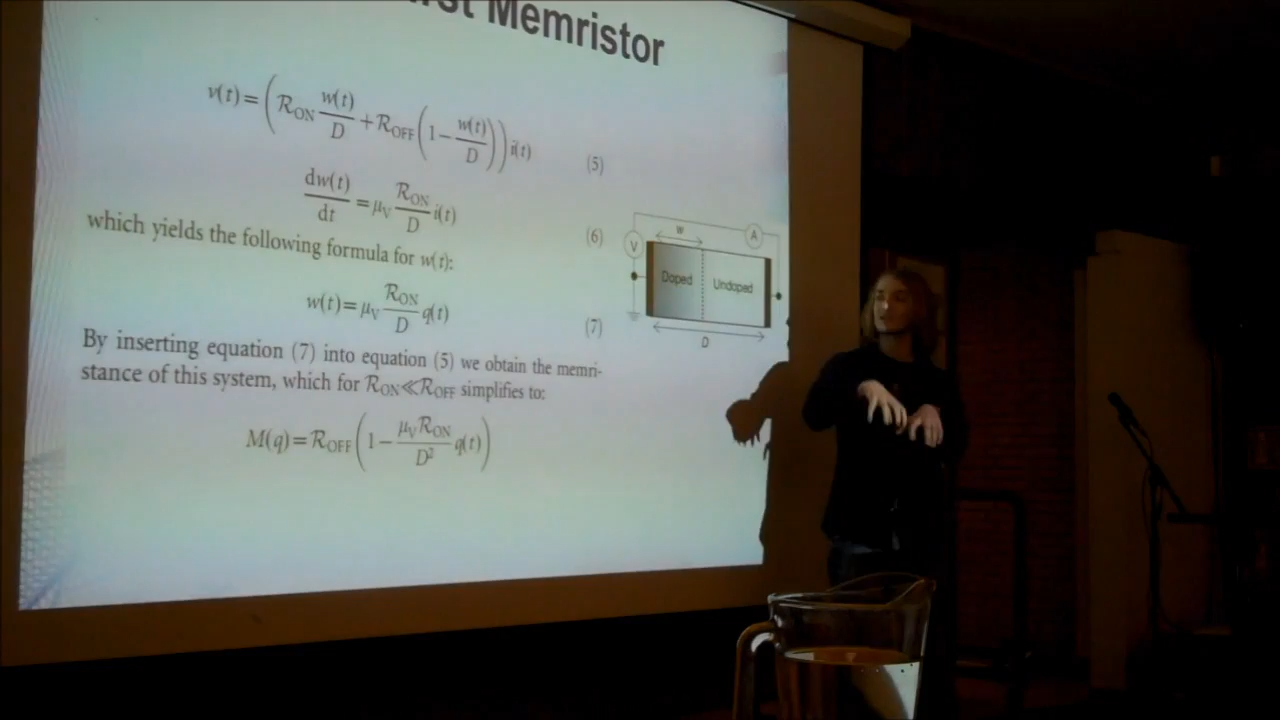 Memristor
v(t)=(R_ON w(t)/D + R_OFF(1−w(t)/D))i(t) (5)
dw(t)/dt=μ_V R_ON/D i(t) (6)
which yields the following formula for w(t):
w(t)=μ_V R_ON/D q(t) (7)
By inserting equation (7) into equation (5) we obtain the memri-
stance of this system, which for R_ON≪R_OFF simplifies to:
M(q)=R_OFF(1−μ_V R_ON/D² q(t))
V
A
w
Doped
Undoped
D